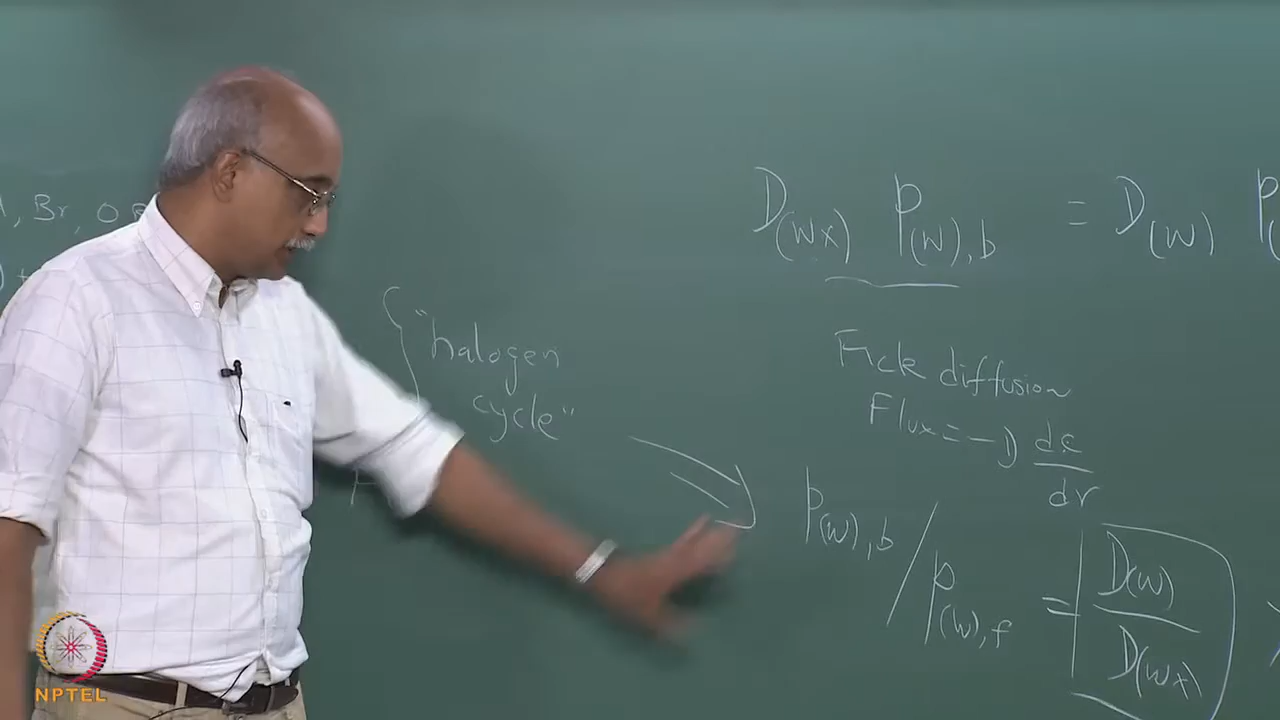 , Br, O
D(wx) P(w),b = D(w) P(
"halogen
cycle"
Fick diffusion
Flux = -D dc/dr
P(w),b / P(w),f = D(w)/D(wx)
NPTEL